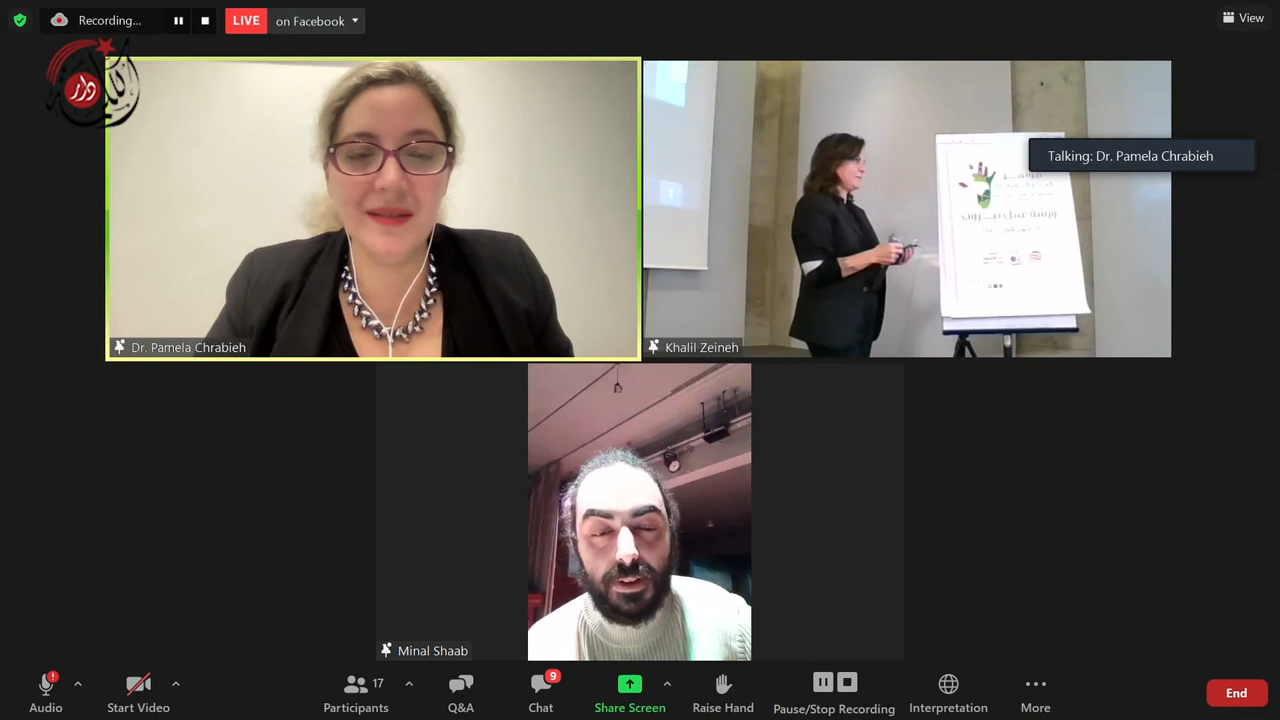 Recording...
LIVE
on Facebook
View
دار
Talking: Dr. Pamela Chrabieh
Dr. Pamela Chrabieh
Khalil Zeineh
Minal Shaab
Audio
Start Video
17
Participants
Q&A
9
Chat
Share Screen
Raise Hand
Pause/Stop Recording
Interpretation
More
End